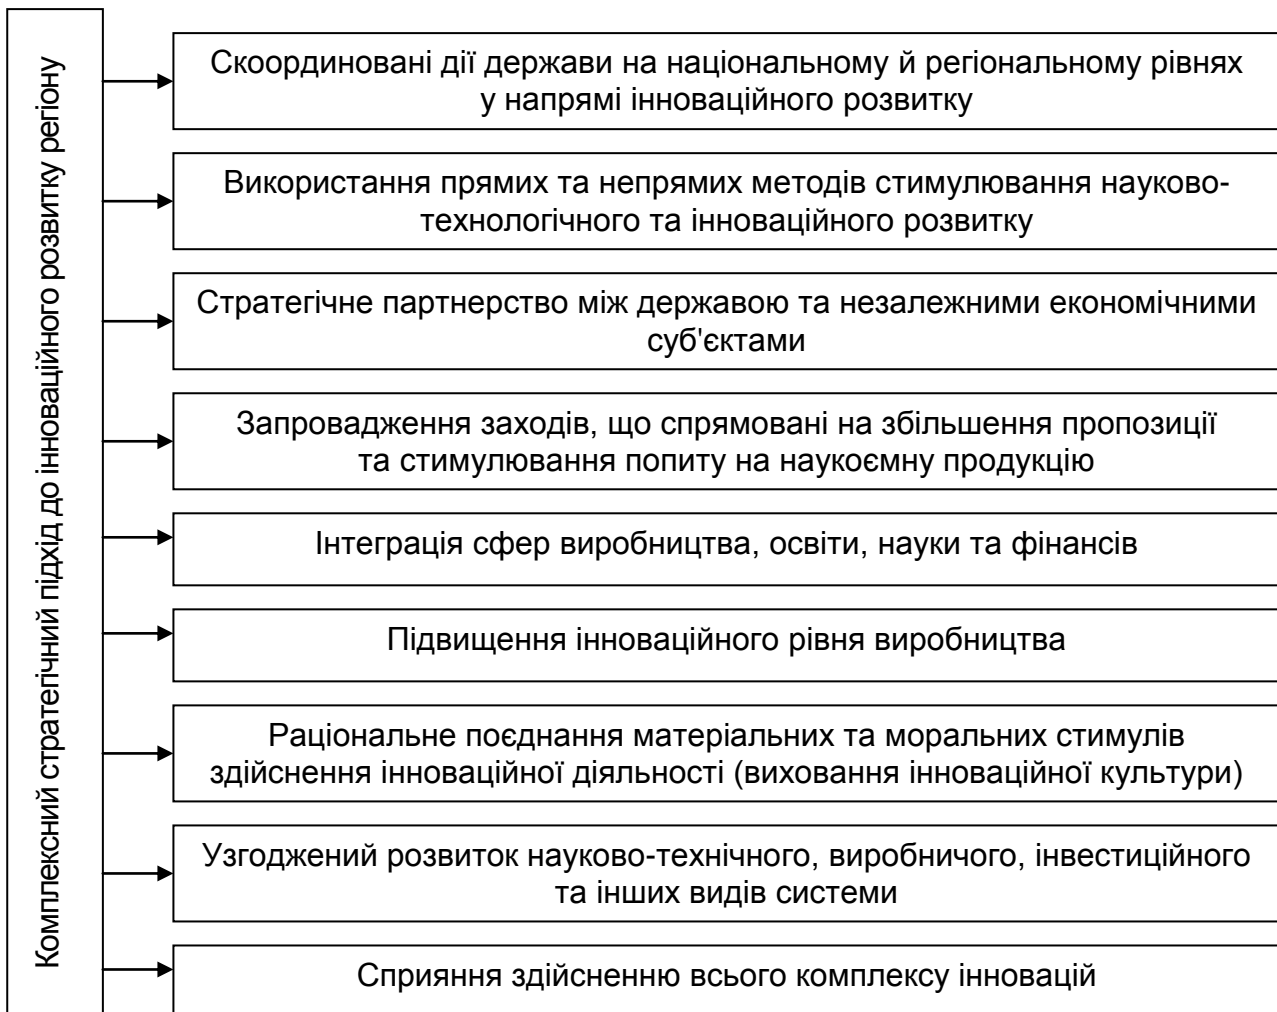 Комплексний стратегічний підхід до інноваційного розвитку регіону
Скоординовані дії держави на національному й регіональному рівнях
у напрямі інноваційного розвитку
Використання прямих та непрямих методів стимулювання науково-
технологічного та інноваційного розвитку
Стратегічне партнерство між державою та незалежними економічними
суб'єктами
Запровадження заходів, що спрямовані на збільшення пропозиції
та стимулювання попиту на наукоємну продукцію
Інтеграція сфер виробництва, освіти, науки та фінансів
Підвищення інноваційного рівня виробництва
Раціональне поєднання матеріальних та моральних стимулів
здійснення інноваційної діяльності (виховання інноваційної культури)
Узгоджений розвиток науково-технічного, виробничого, інвестиційного
та інших видів системи
Сприяння здійсненню всього комплексу інновацій